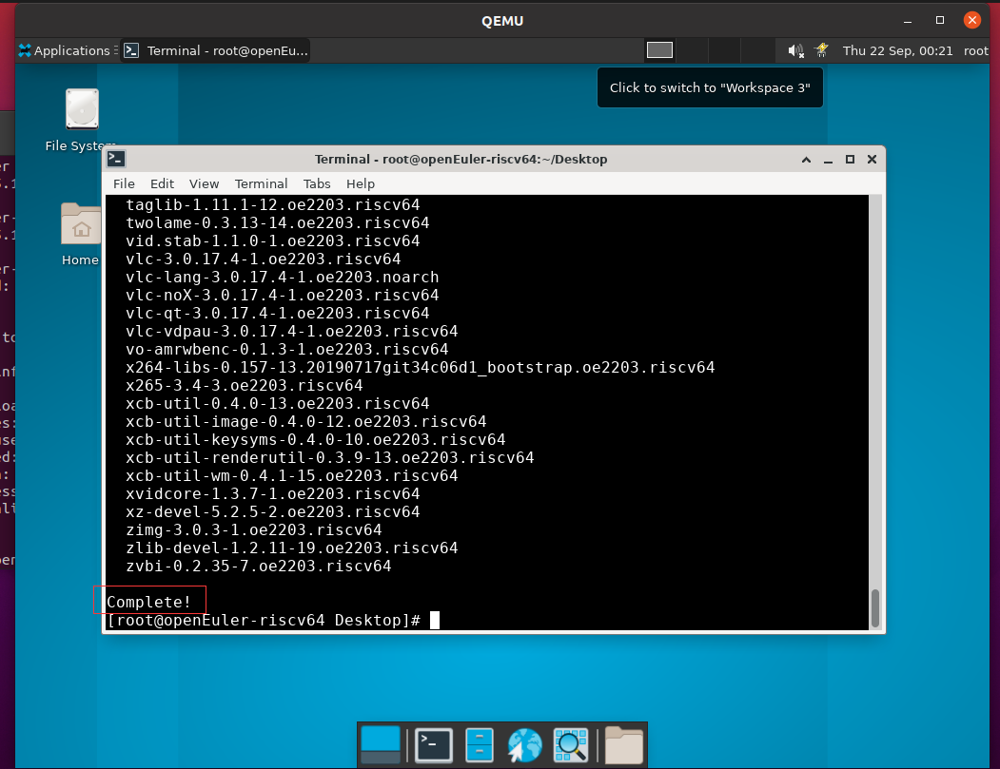 QEMU
Applications
Terminal - root@openEu...
Thu 22 Sep, 00:21
root
Click to switch to "Workspace 3"
File System
Home
Terminal - root@openEuler-riscv64:~/Desktop
File Edit View Terminal Tabs Help
taglib-1.11.1-12.oe2203.riscv64
twolame-0.3.13-14.oe2203.riscv64
vid.stab-1.1.0-1.oe2203.riscv64
vlc-3.0.17.4-1.oe2203.riscv64
vlc-lang-3.0.17.4-1.oe2203.noarch
vlc-noX-3.0.17.4-1.oe2203.riscv64
vlc-qt-3.0.17.4-1.oe2203.riscv64
vlc-vdpau-3.0.17.4-1.oe2203.riscv64
vo-amrwbenc-0.1.3-1.oe2203.riscv64
x264-libs-0.157-13.20190717git34c06d1_bootstrap.oe2203.riscv64
x265-3.4-3.oe2203.riscv64
xcb-util-0.4.0-13.oe2203.riscv64
xcb-util-image-0.4.0-12.oe2203.riscv64
xcb-util-keysyms-0.4.0-10.oe2203.riscv64
xcb-util-renderutil-0.3.9-13.oe2203.riscv64
xcb-util-wm-0.4.1-15.oe2203.riscv64
xvidcore-1.3.7-1.oe2203.riscv64
xz-devel-5.2.5-2.oe2203.riscv64
zimg-3.0.3-1.oe2203.riscv64
zlib-devel-1.2.11-19.oe2203.riscv64
zvbi-0.2.35-7.oe2203.riscv64
Complete!
[root@openEuler-riscv64 Desktop]#